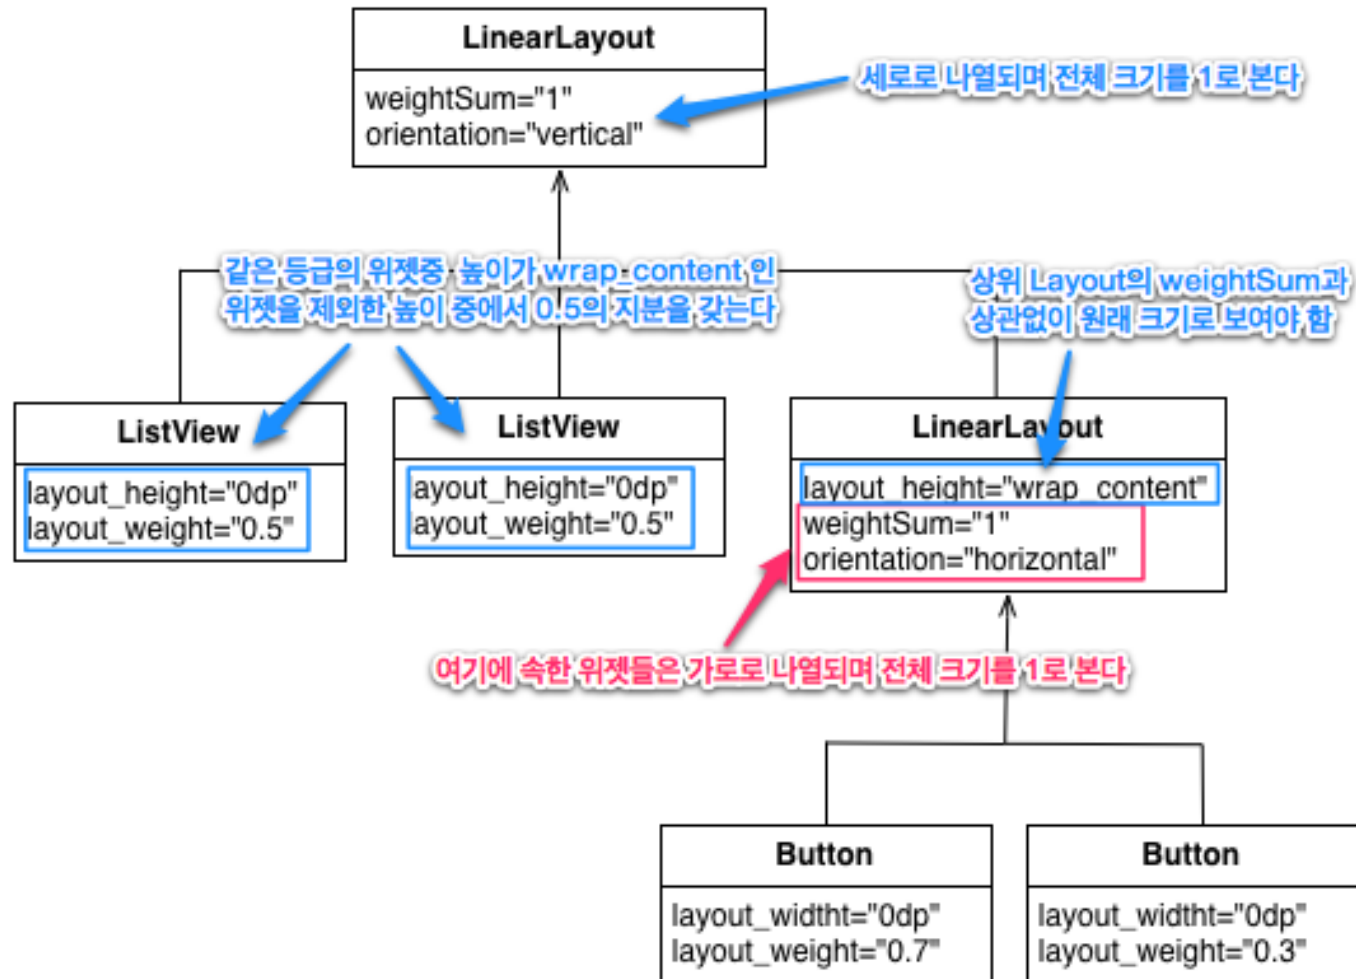 LinearLayout
weightSum="1"
orientation="vertical"
세로로 나열되며 전체 크기를 1로 본다
같은 등급의 위젯중 높이가 wrap_content 인
위젯을 제외한 높이 중에서 0.5의 지분을 갖는다
상위 Layout의 weightSum과
상관없이 원래 크기로 보여야 함
ListView
layout_height="0dp"
layout_weight="0.5"
ListView
ayout_height="0dp"
ayout_weight="0.5"
LinearLayout
layout_height="wrap_content"
weightSum="1"
orientation="horizontal"
여기에 속한 위젯들은 가로로 나열되며 전체 크기를 1로 본다
Button
layout_widtht="0dp"
layout_weight="0.7"
Button
layout_widtht="0dp"
layout_weight="0.3"